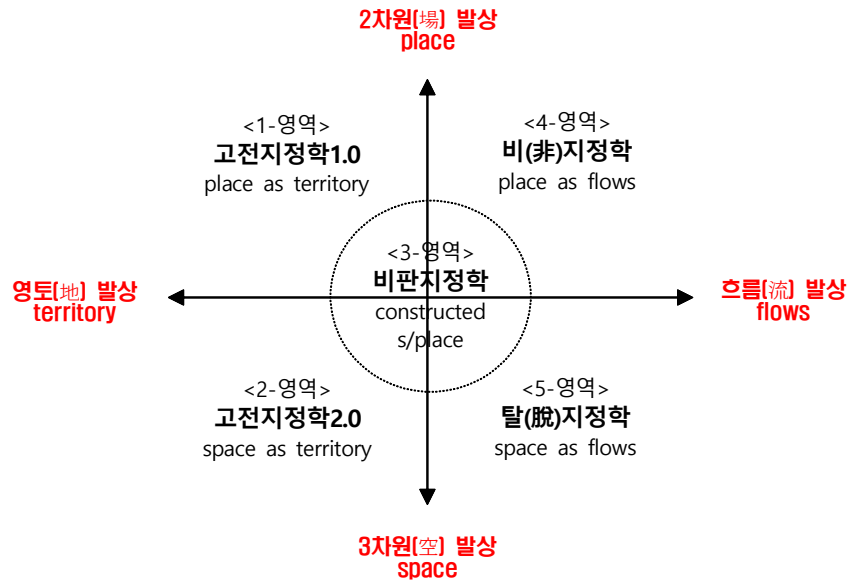 2차원(場) 발상
place
<1-영역>
고전지정학1.0
place as territory
<4-영역>
비(非)지정학
place as flows
<3-영역>
비판지정학
constructed
s/place
영토(地) 발상
territory
흐름(流) 발상
flows
<2-영역>
고전지정학2.0
space as territory
<5-영역>
탈(脫)지정학
space as flows
3차원(空) 발상
space